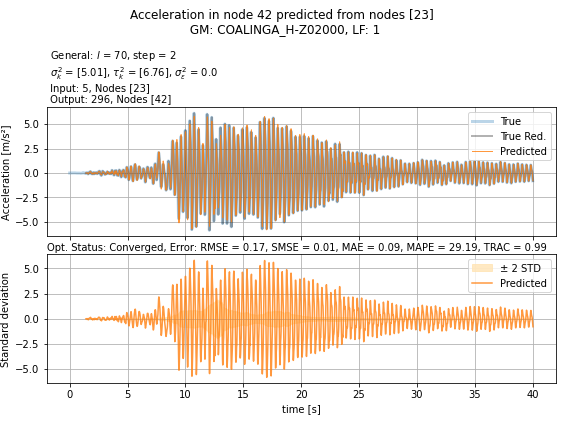 Acceleration in node 42 predicted from nodes [23]
GM: COALINGA_H-Z02000, LF: 1
General: l = 70, step = 2
σ²ₖ = [5.01], τ²ₖ = [6.76], σ²ε = 0.0
Input: 5, Nodes [23]
Output: 296, Nodes [42]
Acceleration [m/s²]
5.0
2.5
0.0
−2.5
−5.0
True
True Red.
Predicted
Opt. Status: Converged, Error: RMSE = 0.17, SMSE = 0.01, MAE = 0.09, MAPE = 29.19, TRAC = 0.99
Standard deviation
5.0
2.5
0.0
−2.5
−5.0
± 2 STD
Predicted
0 5 10 15 20 25 30 35 40
time [s]